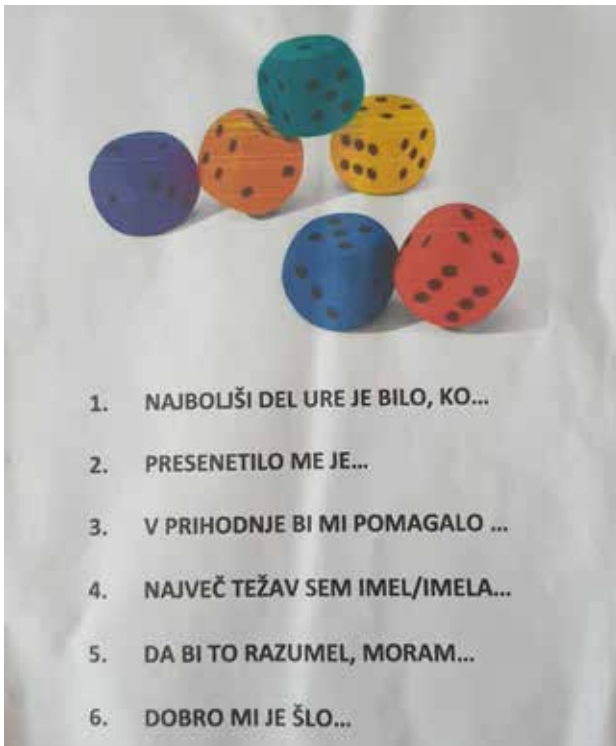 1. NAJBOLJŠI DEL URE JE BILO, KO...
2. PRESENETILO ME JE...
3. V PRIHODNJE BI MI POMAGALO ...
4. NAJVEČ TEŽAV SEM IMEL/IMELA...
5. DA BI TO RAZUMEL, MORAM...
6. DOBRO MI JE ŠLO...